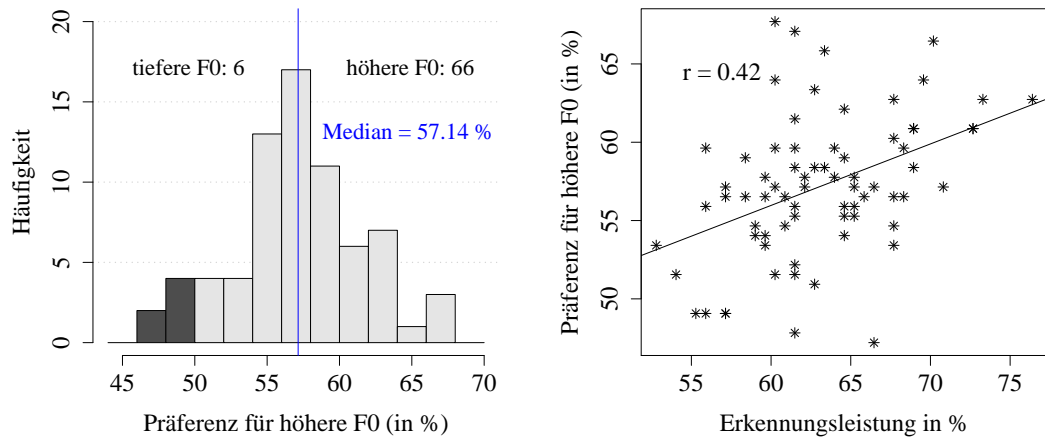 20
15
10
5
0
Häufigkeit
tiefere F0: 6
höhere F0: 66
Median = 57.14 %
45 50 55 60 65 70
Präferenz für höhere F0 (in %)
65
60
55
50
Präferenz für höhere F0 (in %)
r = 0.42
55 60 65 70 75
Erkennungsleistung in %